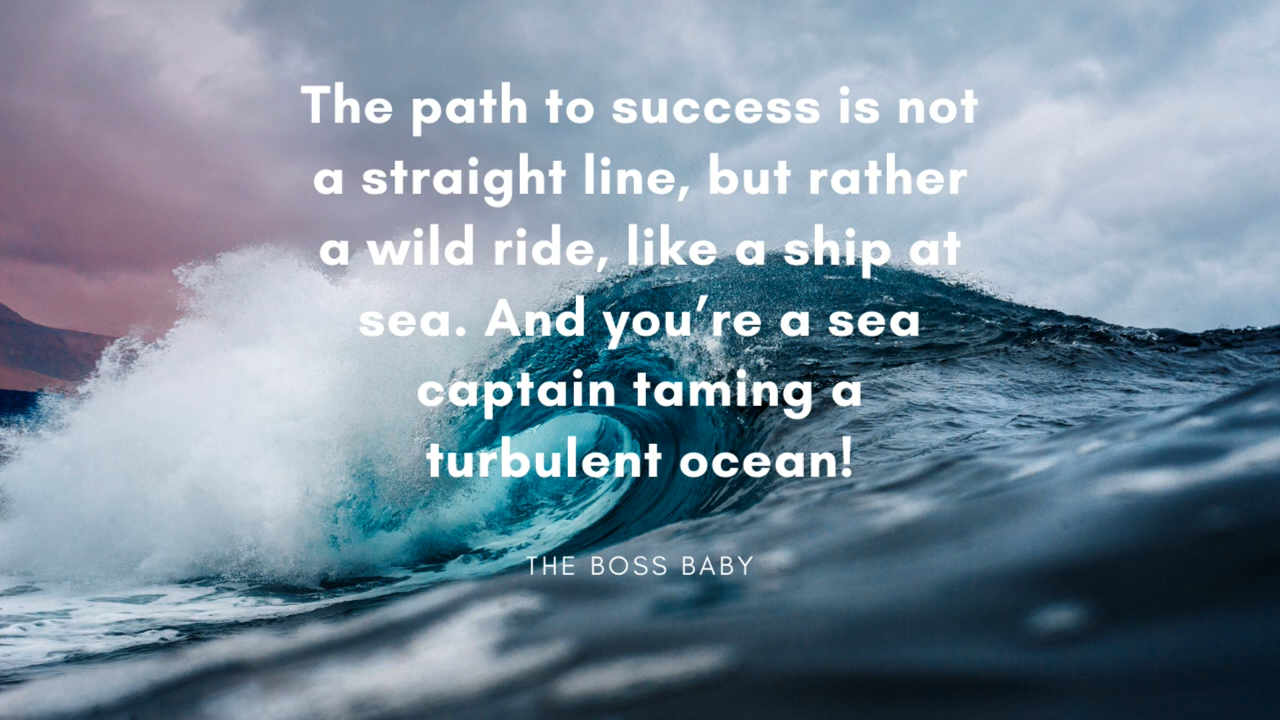 The path to success is not
a straight line, but rather
a wild ride, like a ship at
sea. And you’re a sea
captain taming a
turbulent ocean!
THE BOSS BABY